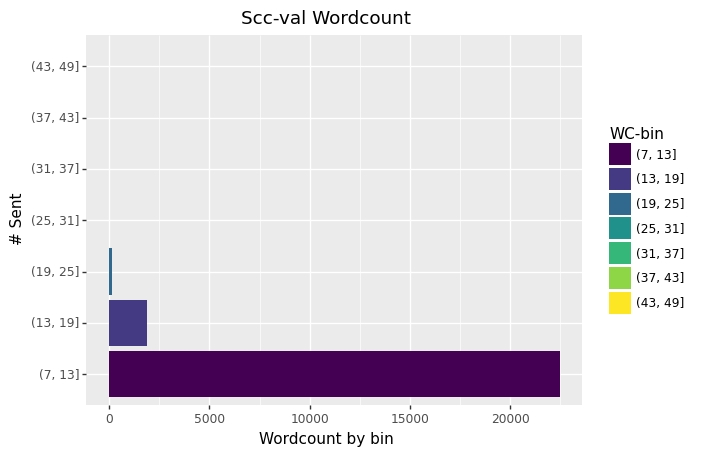 Scc-val Wordcount
# Sent
(43, 49]
(37, 43]
(31, 37]
(25, 31]
(19, 25]
(13, 19]
(7, 13]
0 5000 10000 15000 20000
Wordcount by bin
WC-bin
(7, 13]
(13, 19]
(19, 25]
(25, 31]
(31, 37]
(37, 43]
(43, 49]